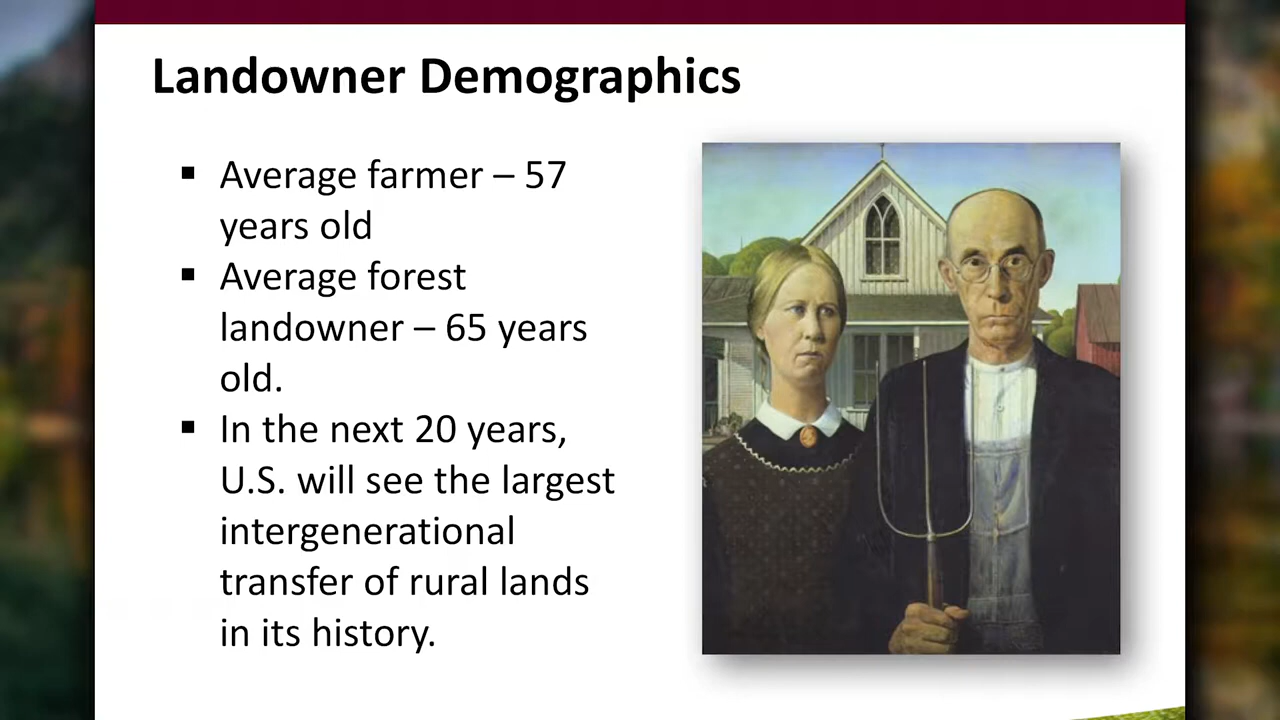 Landowner Demographics
▪ Average farmer – 57
years old
▪ Average forest
landowner – 65 years
old.
▪ In the next 20 years,
U.S. will see the largest
intergenerational
transfer of rural lands
in its history.